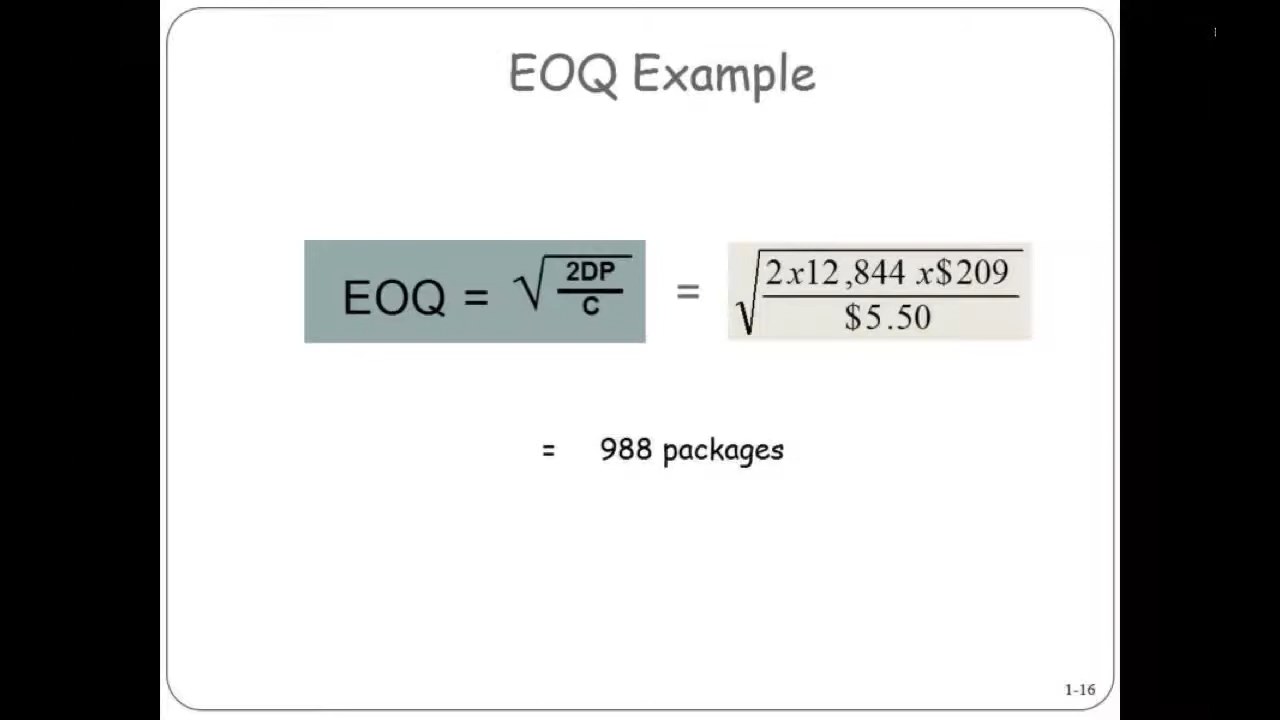 EOQ Example
EOQ = √ 2DP
C
=
√ 2x12,844 x$209
$5.50
= 988 packages
1-16